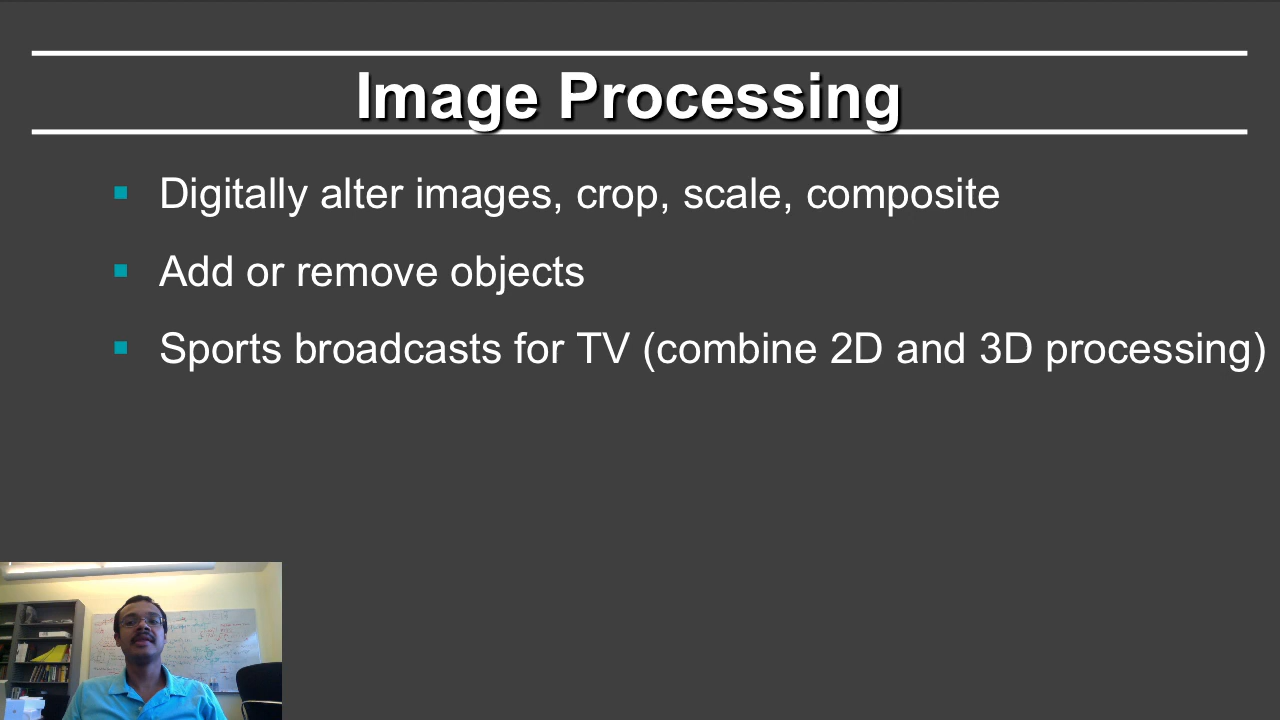 Image Processing
Digitally alter images, crop, scale, composite
Add or remove objects
Sports broadcasts for TV (combine 2D and 3D processing)